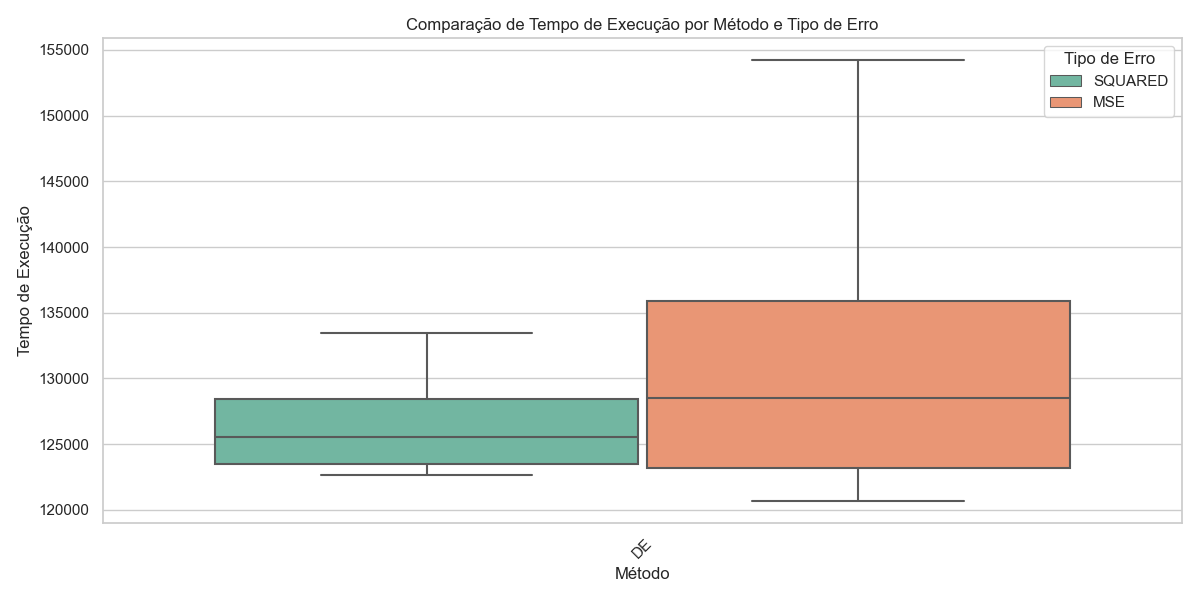 Comparação de Tempo de Execução por Método e Tipo de Erro
Tipo de Erro
SQUARED
MSE
Tempo de Execução
155000
150000
145000
140000
135000
130000
125000
120000
DE
Método